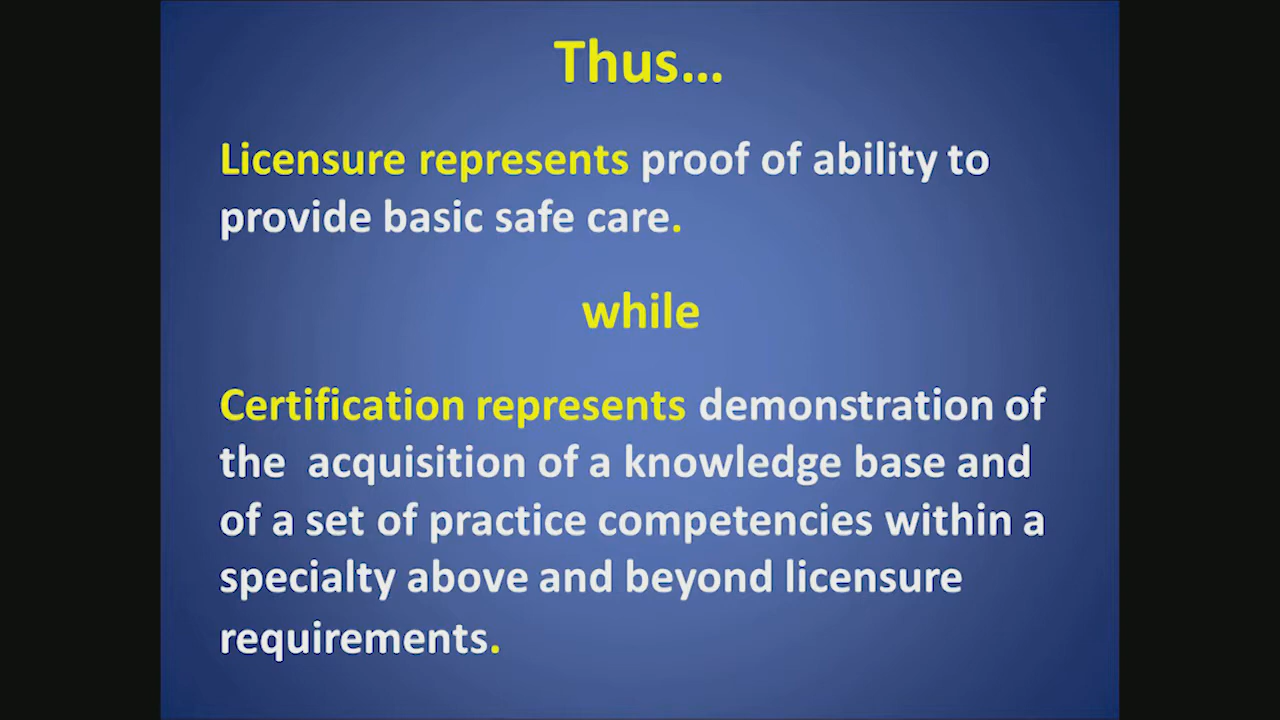 Thus...
Licensure represents proof of ability to
provide basic safe care.
while
Certification represents demonstration of
the  acquisition of a knowledge base and
of a set of practice competencies within a
specialty above and beyond licensure
requirements.